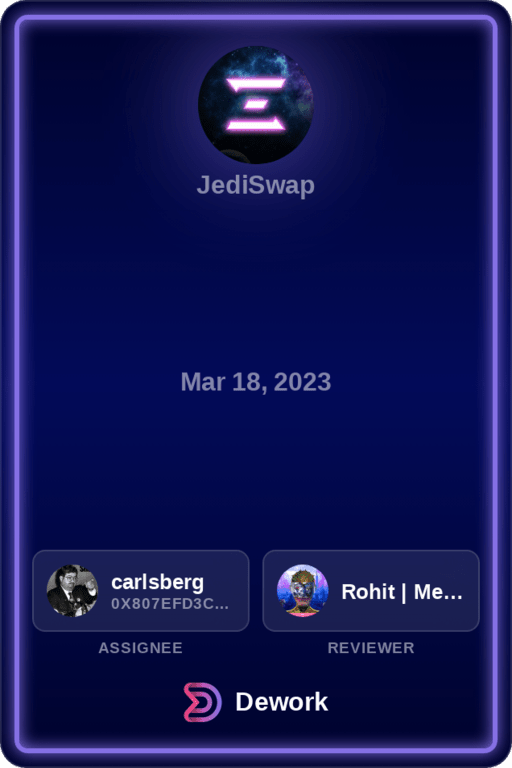 JediSwap
Mar 18, 2023
carlsberg
0X807EFD3C...
Rohit | Me...
ASSIGNEE
REVIEWER
Dework